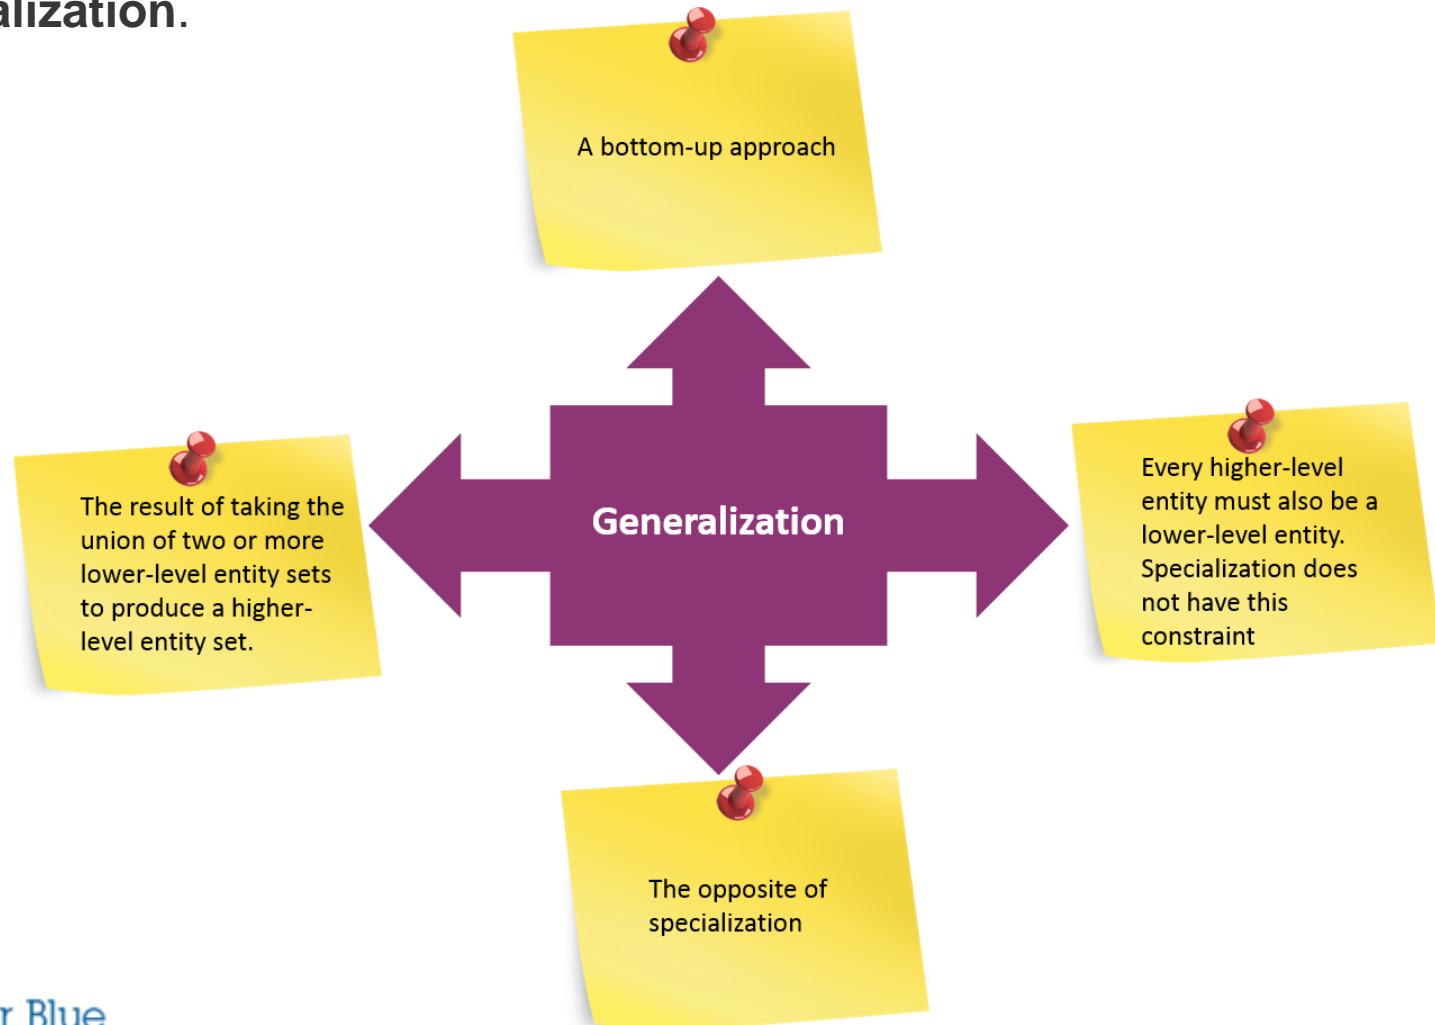 alization.
A bottom-up approach
The result of taking the
union of two or more
lower-level entity sets
to produce a higher-
level entity set.
Generalization
Every higher-level
entity must also be a
lower-level entity.
Specialization does
not have this
constraint
The opposite of
specialization
r Blue